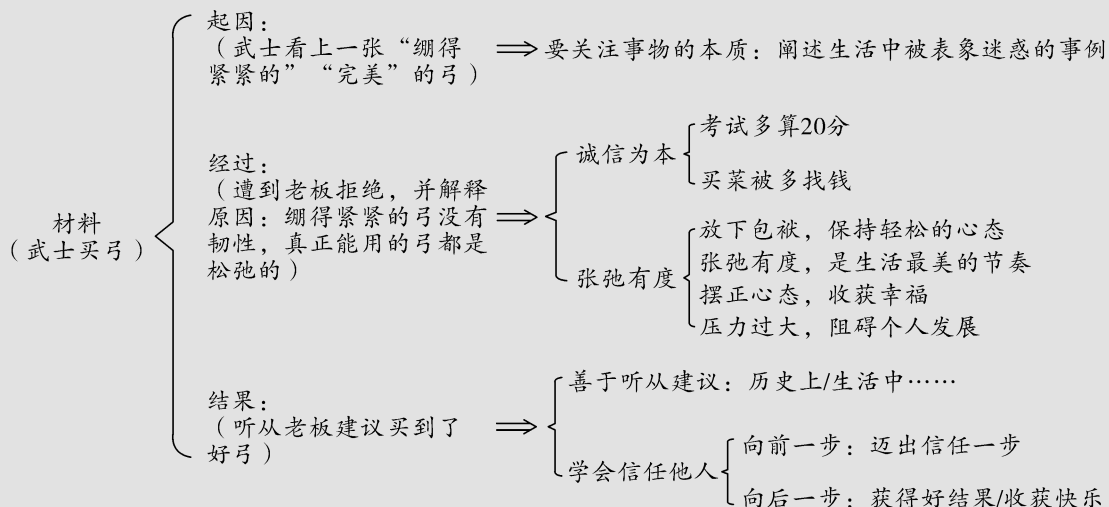 材料
（武士买弓）
起因：
（武士看上一张“绷得
紧紧的”“完美”的弓）
要关注事物的本质：阐述生活中被表象迷惑的事例
经过：
（遭到老板拒绝，并解释
原因：绷得紧紧的弓没有
韧性，真正能用的弓都是
松弛的）
诚信为本
考试多算20分
买菜被多找钱
张弛有度
放下包袱，保持轻松的心态
张弛有度，是生活最美的节奏
摆正心态，收获幸福
压力过大，阻碍个人发展
结果：
（听从老板建议买到了
好弓）
善于听从建议：历史上/生活中……
学会信任他人
向前一步：迈出信任一步
向后一步：获得好结果/收获快乐